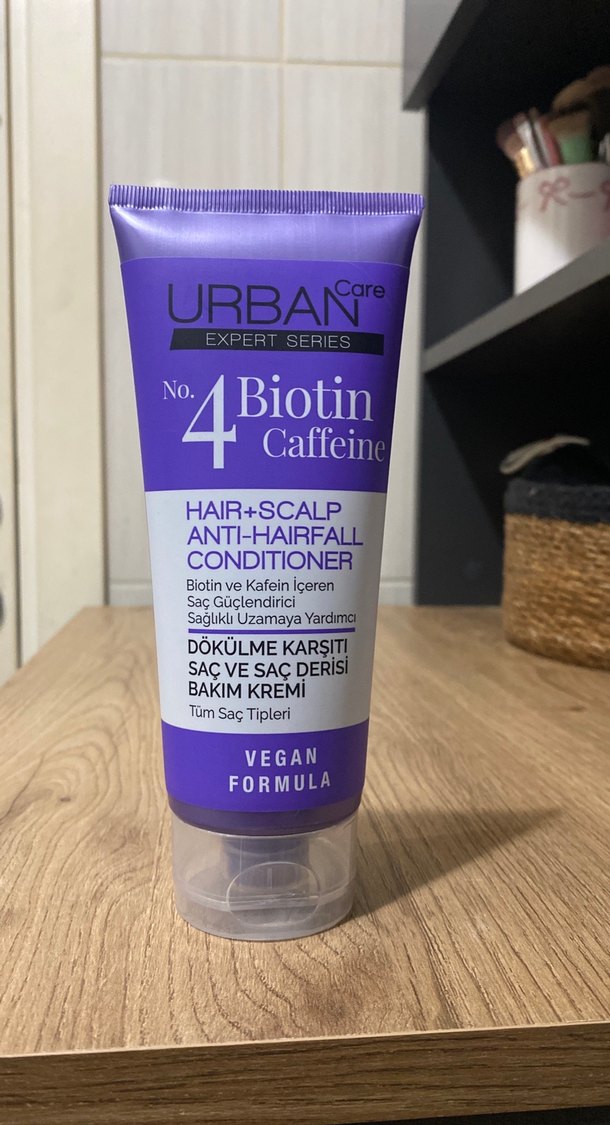 URBAN Care
EXPERT SERIES
No. 4 Biotin
Caffeine
HAIR+SCALP
ANTI-HAIRFALL
CONDITIONER
Biotin ve Kafein İçeren
Saç Güçlendirici
Sağlıklı Uzamaya Yardımcı
DÖKÜLME KARŞITI
SAÇ VE SAÇ DERİSİ
BAKIM KREMİ
Tüm Saç Tipleri
VEGAN
FORMULA